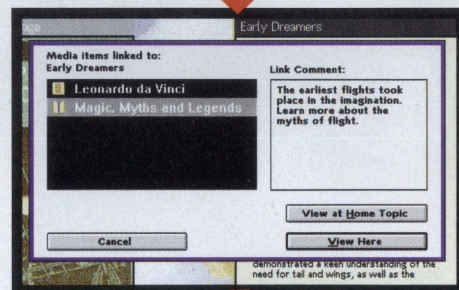 Early Dreamers
Media items linked to:
Early Dreamers
Leonardo da Vinci
Magic, Myths and Legends
Link Comment:
The earliest flights took
place in the imagination.
Learn more about the
myths of flight.
View at Home Topic
Cancel
View Here
demonstrated a keen understanding of the
need for tail and wings, as well as the